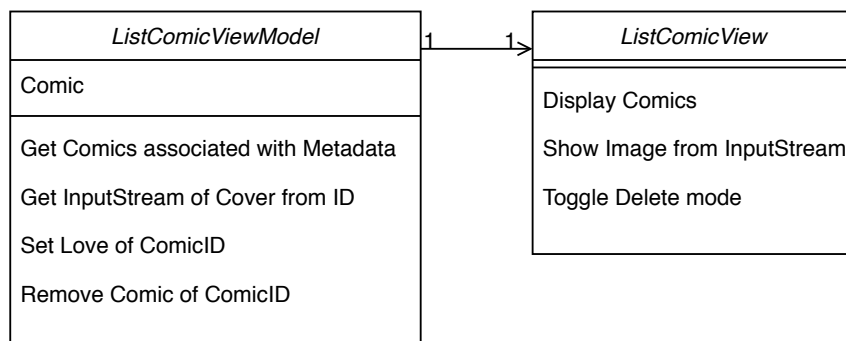 ListComicViewModel
Comic
Get Comics associated with Metadata
Get InputStream of Cover from ID
Set Love of ComicID
Remove Comic of ComicID
1
1
ListComicView
Display Comics
Show Image from InputStream
Toggle Delete mode